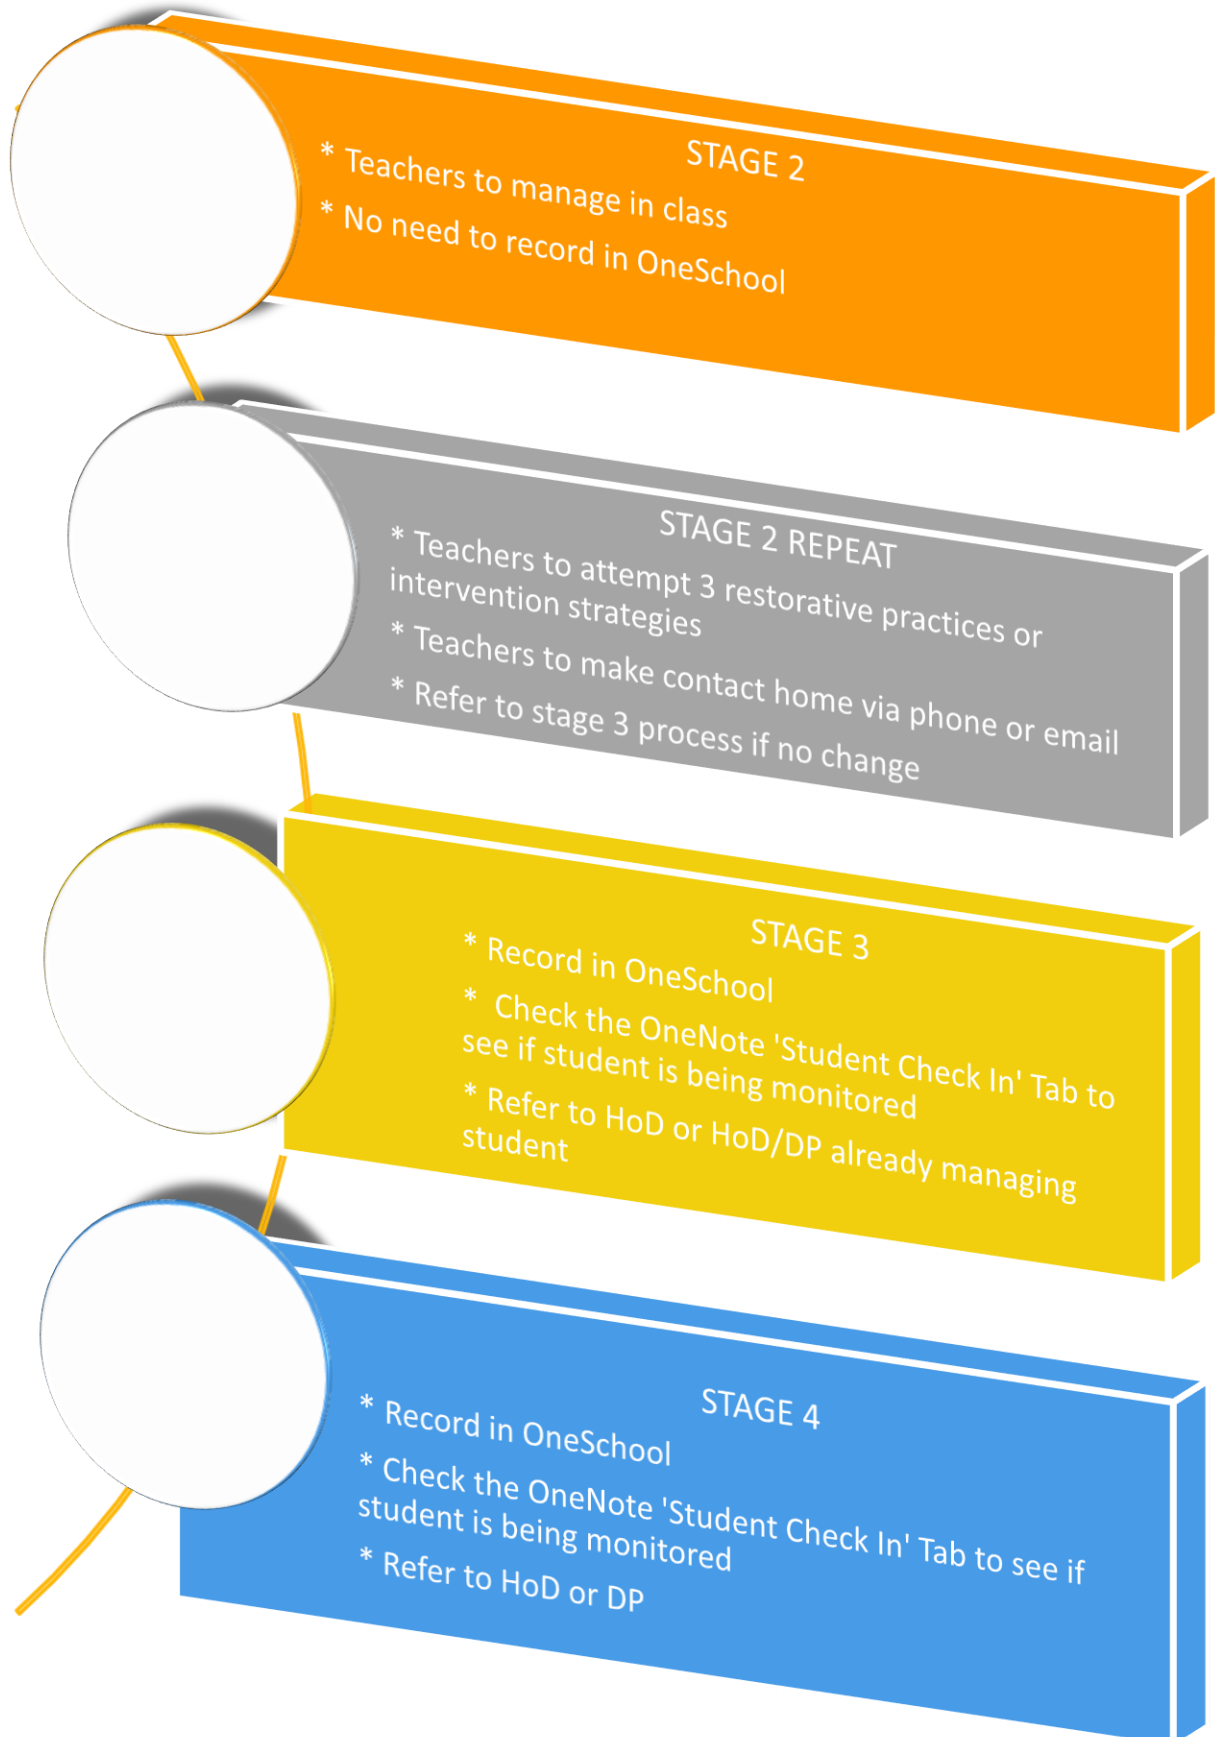 STAGE 2
* Teachers to manage in class
* No need to record in OneSchool
STAGE 2 REPEAT
* Teachers to attempt 3 restorative practices or
intervention strategies
* Teachers to make contact home via phone or email
* Refer to stage 3 process if no change
STAGE 3
* Record in OneSchool
* Check the OneNote 'Student Check In' Tab to
see if student is being monitored
* Refer to HoD or HoD/DP already managing
student
STAGE 4
* Record in OneSchool
* Check the OneNote 'Student Check In' Tab to see if
student is being monitored
* Refer to HoD or DP